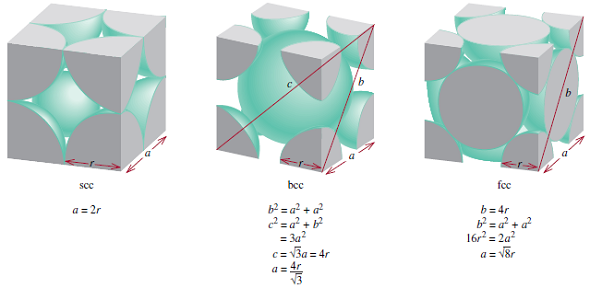 r
a
c
b
r
a
b
r
a
scc
bcc
fcc
a = 2r
b² = a² + a²
c² = a² + b²
= 3a²
c = √3a = 4r
a = 4r/√3
b = 4r
b² = a² + a²
16r² = 2a²
a = √8r